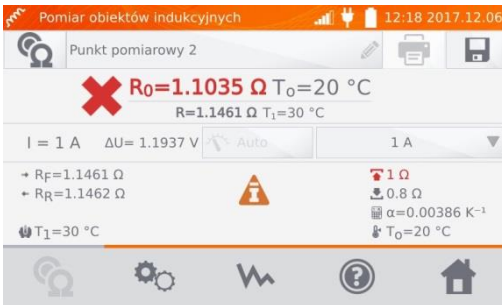 Pomiar obiektów indukcyjnych 12:18 2017.12.06
Punkt pomiarowy 2
R0=1.1035 Ω To=20 °C
R=1.1461 Ω T1=30 °C
I = 1 A ΔU= 1.1937 V Auto 1 A
RF=1.1461 Ω 1 Ω
RR=1.1462 Ω 0.8 Ω
α=0.00386 K⁻¹
T1=30 °C To=20 °C